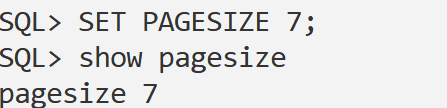 SQL> SET PAGESIZE 7;
SQL> show pagesize
pagesize 7